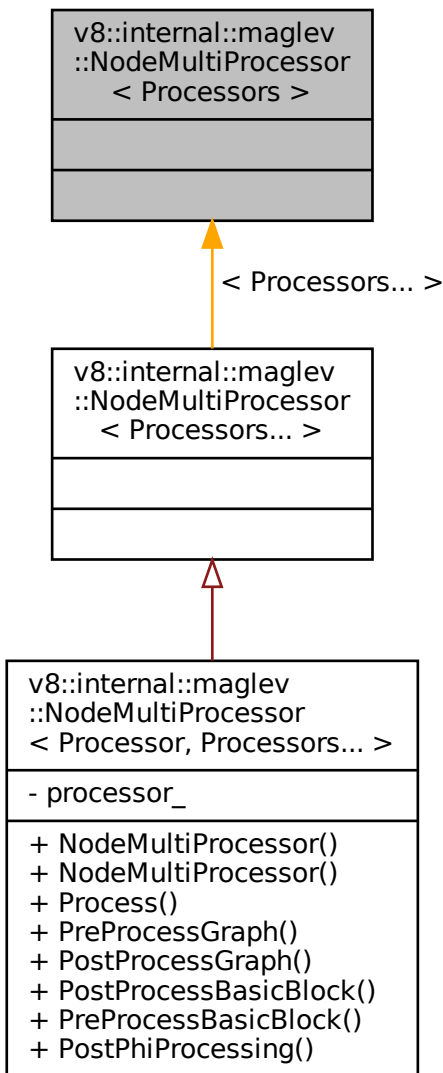 v8::internal::maglev
::NodeMultiProcessor
< Processors >
< Processors... >
v8::internal::maglev
::NodeMultiProcessor
< Processors... >
v8::internal::maglev
::NodeMultiProcessor
< Processor, Processors... >
- processor_
+ NodeMultiProcessor()
+ NodeMultiProcessor()
+ Process()
+ PreProcessGraph()
+ PostProcessGraph()
+ PostProcessBasicBlock()
+ PreProcessBasicBlock()
+ PostPhiProcessing()